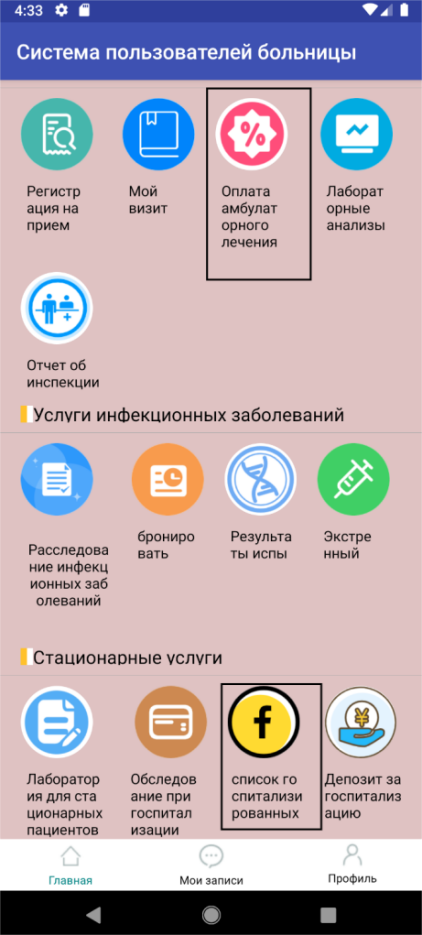 4:33
Система пользователей больницы
Регистр
ация на
прием
Мой
визит
Оплата
амбулат
орного
лечения
Лаборат
орные
анализы
Отчет об
инспекции
Услуги инфекционных заболеваний
Расследова
ние инфекц
ионных заб
олеваний
брониро
вать
Результа
ты испы
Экстре
нный
Стационарные услуги
Лаборатор
ия для ста
ционарных
пациентов
Обследов
ание при
госпитал
изации
список го
спитализи
рованных
Депозит за
госпитализ
ацию
Главная
Мои записи
Профиль